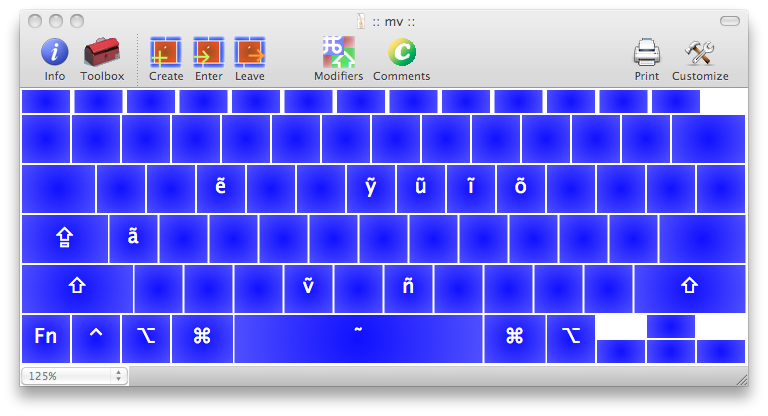 :: mv ::
Info Toolbox Create Enter Leave Modifiers Comments Print Customize
ẽ ỹ ũ ĩ õ
ã
ṽ ñ
Fn ^ ⌥ ⌘ ˜ ⌘ ⌥
125%